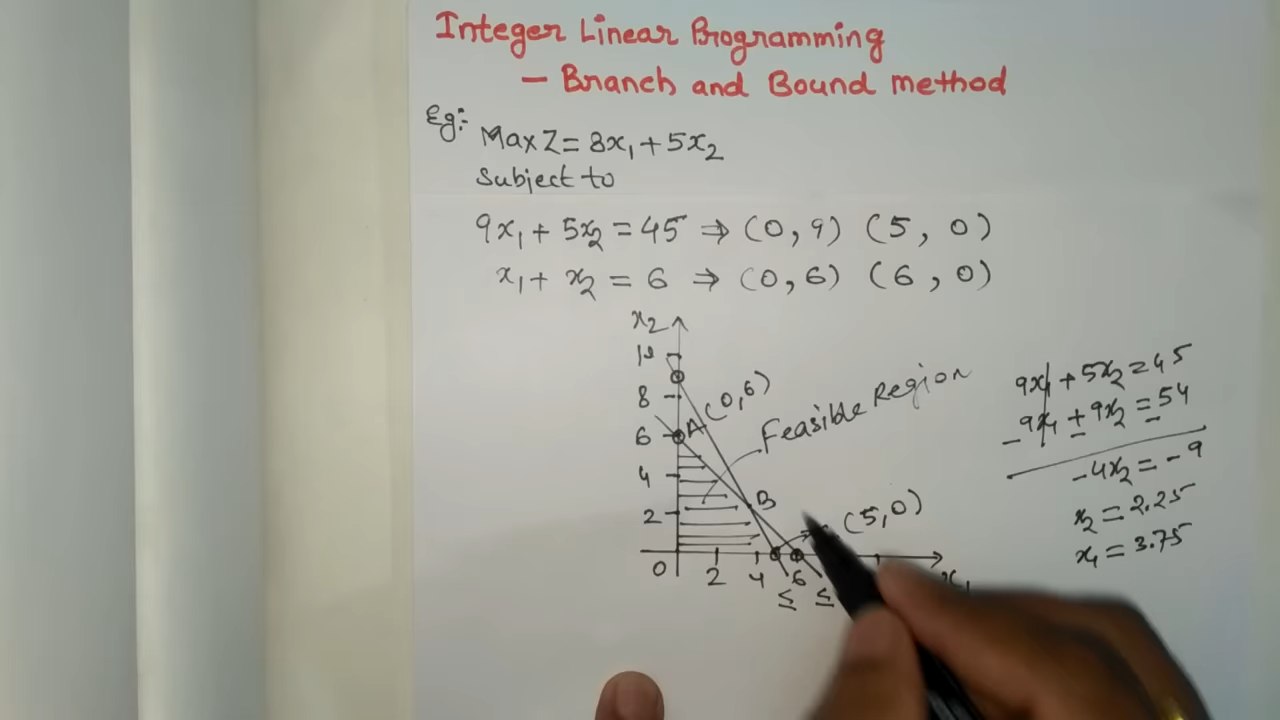 Integer Linear Programming
- Branch and Bound method
Eg:-
Max Z = 8x₁ + 5x₂
Subject to
9x₁ + 5x₂ = 45 ⇒ (0, 9) (5, 0)
x₁ + x₂ = 6 ⇒ (0, 6) (6, 0)
x₂
10
8
6
4
2
0 2 4 6
≤ ≤
A (0,6)
Feasible Region
B
(5,0)
9x₁ + 5x₂ = 45
9x₁ + 9x₂ = 54
- - -
-4x₂ = -9
x₂ = 2.25
x₁ = 3.75